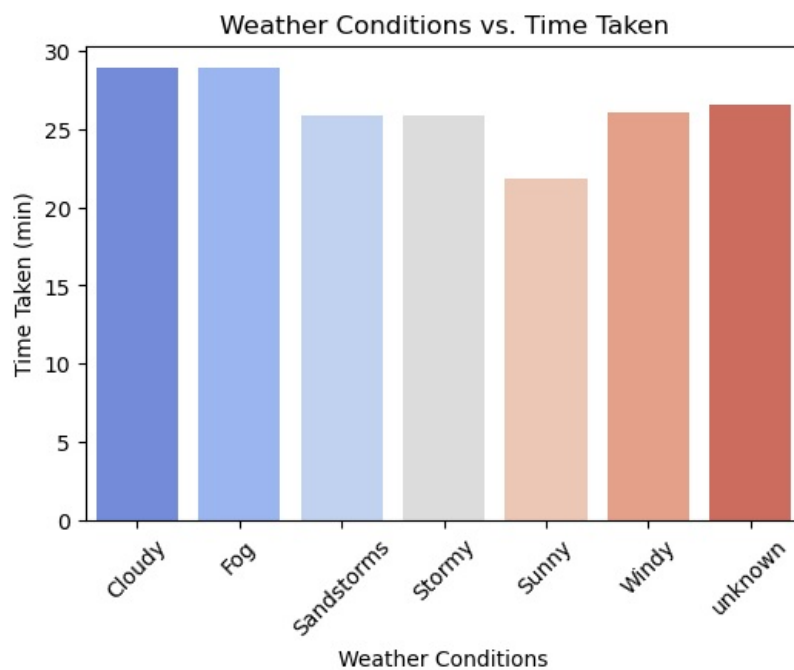 Weather Conditions vs. Time Taken
Time Taken (min)
30
25
20
15
10
5
0
Cloudy
Fog
Sandstorms
Stormy
Sunny
Windy
unknown
Weather Conditions